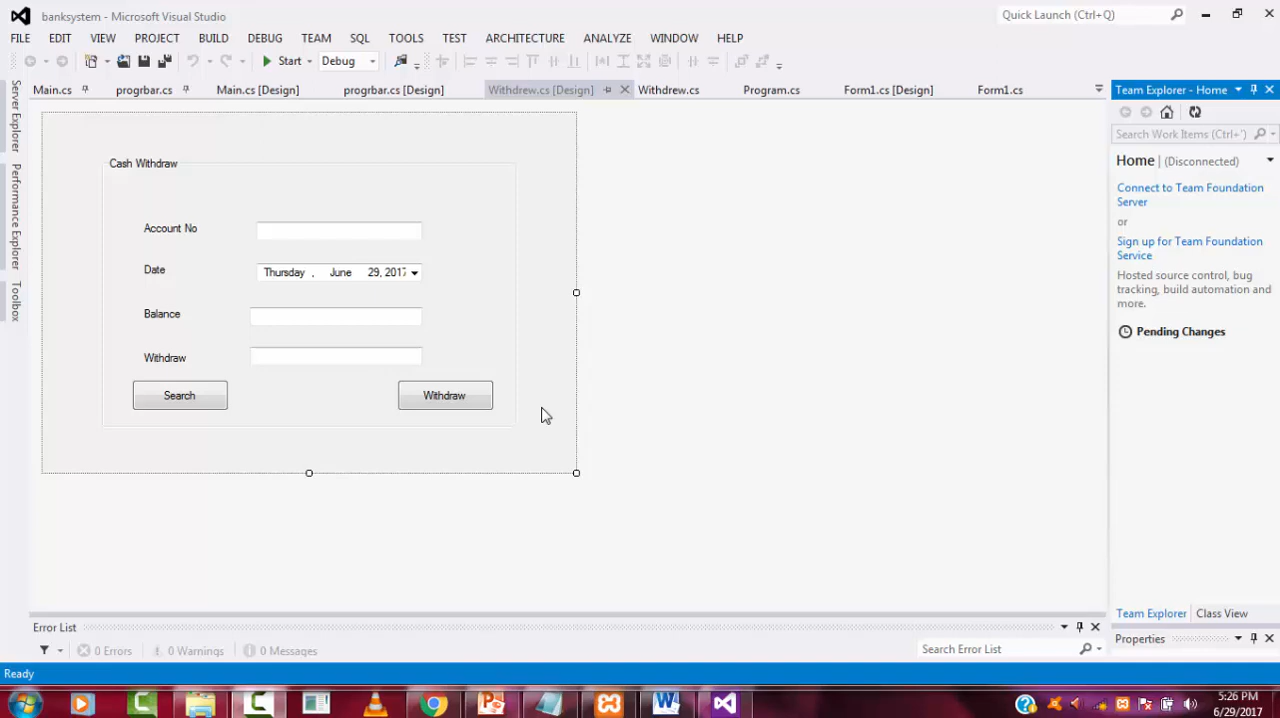 banksystem - Microsoft Visual Studio
Quick Launch (Ctrl+Q)
FILE EDIT VIEW PROJECT BUILD DEBUG TEAM SQL TOOLS TEST ARCHITECTURE ANALYZE WINDOW HELP
Start Debug
Main.cs progrbar.cs Main.cs [Design] progrbar.cs [Design] Withdrew.cs [Design] Withdrew.cs Program.cs Form1.cs [Design] Form1.cs
Server Explorer
Performance Explorer
Toolbox
Cash Withdraw
Account No
Date Thursday , June 29, 2017
Balance
Withdraw
Search Withdraw
Team Explorer - Home
Search Work Items (Ctrl+')
Home | (Disconnected)
Connect to Team Foundation
Server
or
Sign up for Team Foundation
Service
Hosted source control, bug
tracking, build automation and
more.
Pending Changes
Team Explorer Class View
Properties
Error List
0 Errors 0 Warnings 0 Messages
Search Error List
Ready
5:26 PM
6/29/2017